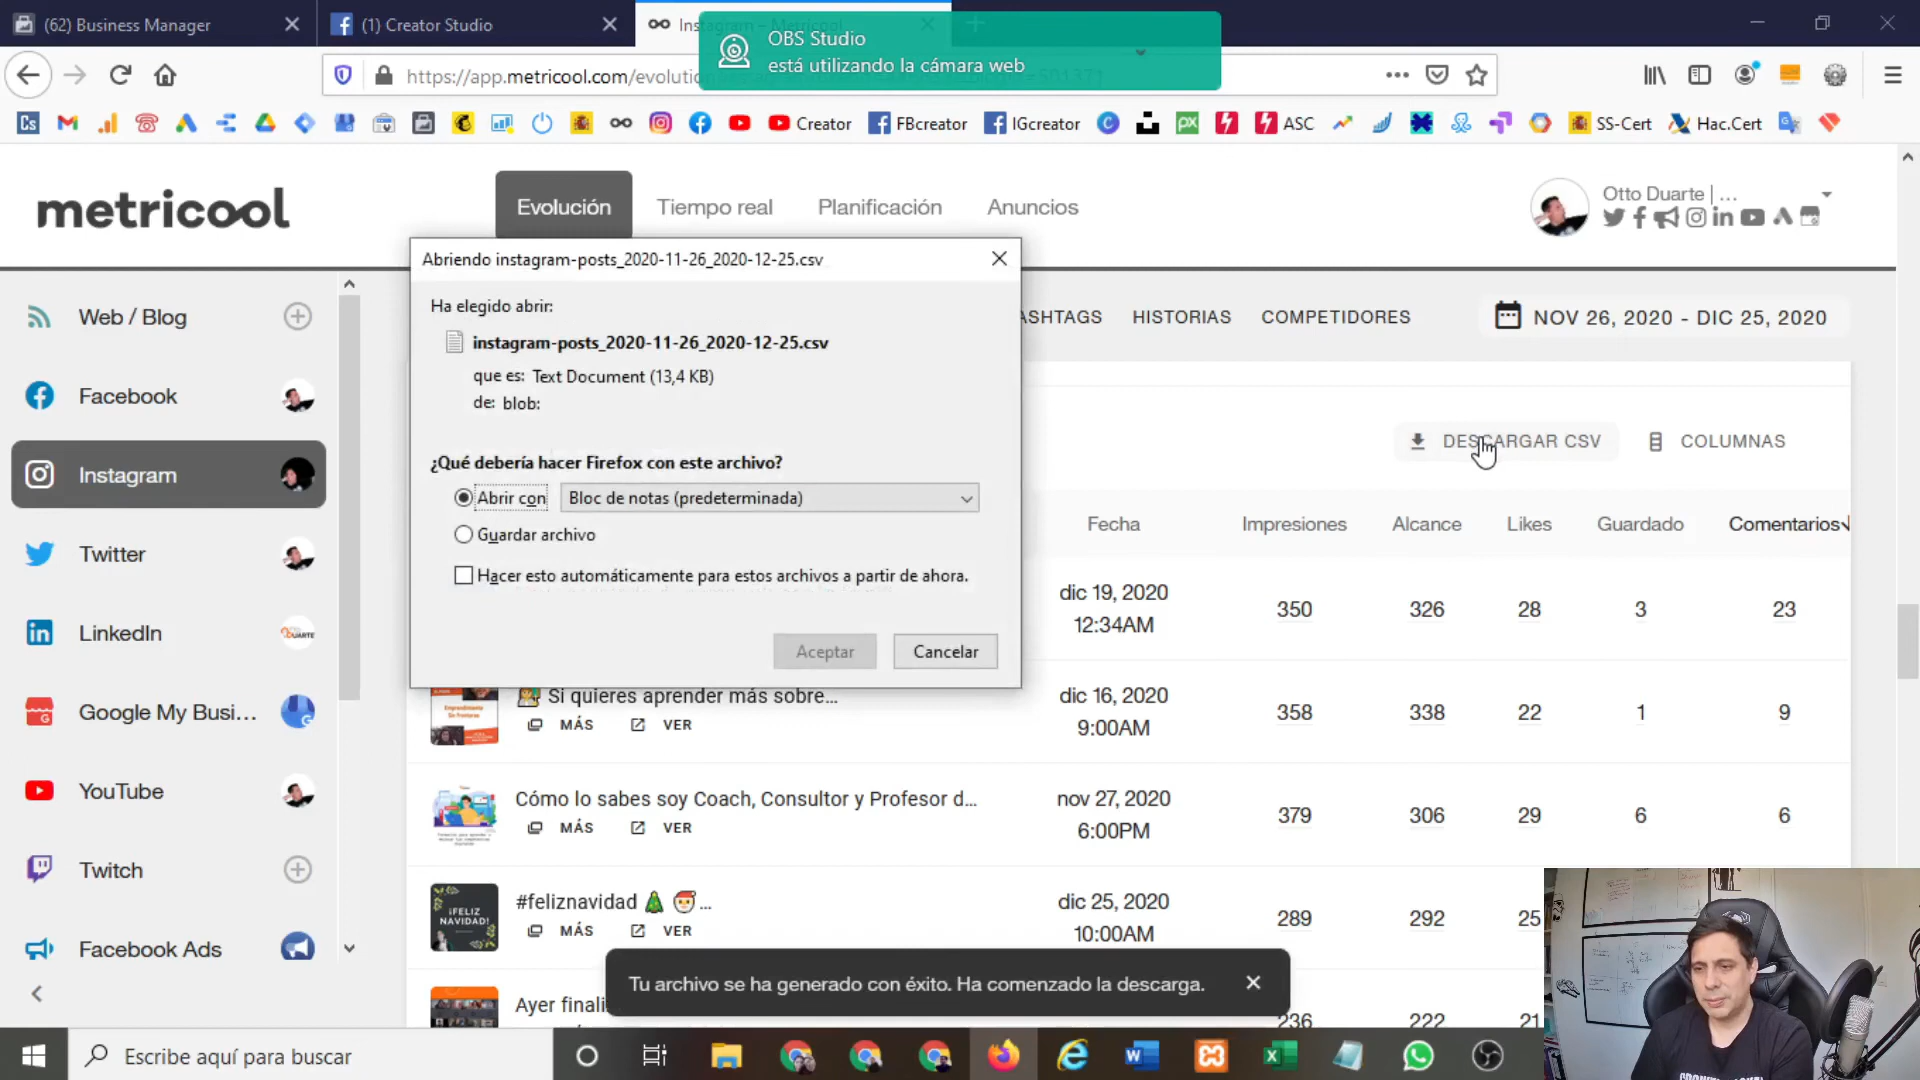 (62) Business Manager
(1) Creator Studio
Instagram - Metricool
OBS Studio
está utilizando la cámara web
https://app.metricool.com/evolution
Creator
FBcreator
IGcreator
ASC
SS-Cert
Hac.Cert
metricool
Evolución
Tiempo real
Planificación
Anuncios
Otto Duarte | ...
Web / Blog
Facebook
Instagram
Twitter
LinkedIn
Google My Busi...
YouTube
Twitch
Facebook Ads
ASHTAGS
HISTORIAS
COMPETIDORES
NOV 26, 2020 - DIC 25, 2020
Abriendo instagram-posts_2020-11-26_2020-12-25.csv
Ha elegido abrir:
instagram-posts_2020-11-26_2020-12-25.csv
que es: Text Document (13,4 KB)
de: blob:
¿Qué debería hacer Firefox con este archivo?
Abrir con
Bloc de notas (predeterminada)
Guardar archivo
Hacer esto automáticamente para estos archivos a partir de ahora.
Aceptar
Cancelar
DESCARGAR CSV
COLUMNAS
Fecha
Impresiones
Alcance
Likes
Guardado
Comentarios
dic 19, 2020
12:34AM
350
326
28
3
23
Si quieres aprender más sobre...
MÁS
VER
dic 16, 2020
9:00AM
358
338
22
1
9
Cómo lo sabes soy Coach, Consultor y Profesor d...
MÁS
VER
nov 27, 2020
6:00PM
379
306
29
6
6
¡FELIZ
NAVIDAD!
#feliznavidad ...
MÁS
VER
dic 25, 2020
10:00AM
289
292
25
Ayer finali
236
222
21
Tu archivo se ha generado con éxito. Ha comenzado la descarga.
Escribe aquí para buscar